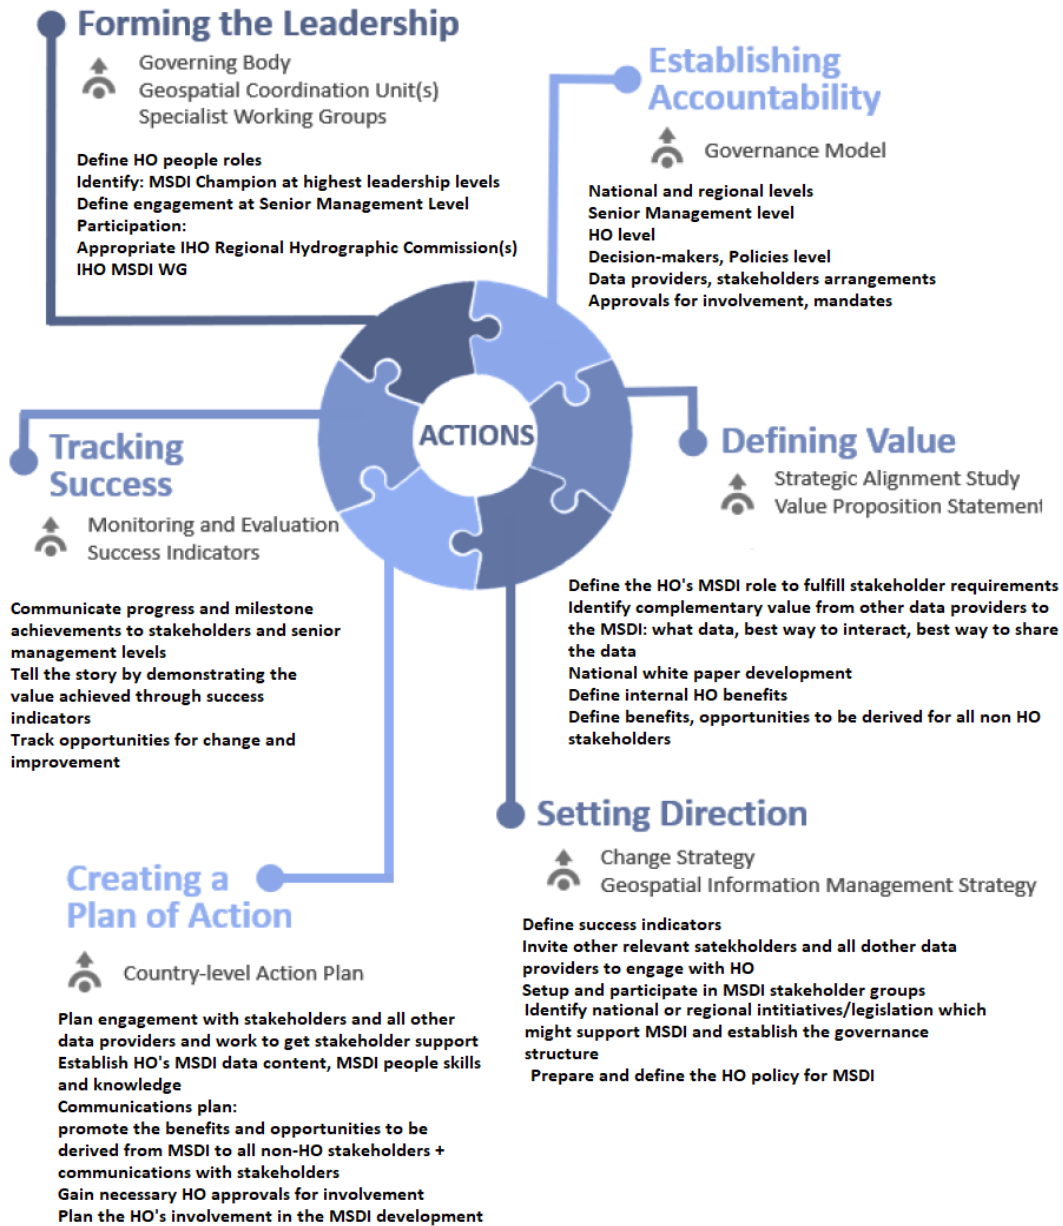 Forming the Leadership
Governing Body
Geospatial Coordination Unit(s)
Specialist Working Groups
Define HO people roles
Identify: MSDI Champion at highest leadership levels
Define engagement at Senior Management Level
Participation:
Appropriate IHO Regional Hydrographic Commission(s)
IHO MSDI WG
Establishing
Accountability
Governance Model
National and regional levels
Senior Management level
HO level
Decision-makers, Policies level
Data providers, stakeholders arrangements
Approvals for involvement, mandates
ACTIONS
Tracking
Success
Monitoring and Evaluation
Success Indicators
Communicate progress and milestone
achievements to stakeholders and senior
management levels
Tell the story by demonstrating the
value achieved through success
indicators
Track opportunities for change and
improvement
Defining Value
Strategic Alignment Study
Value Proposition Statement
Define the HO's MSDI role to fulfill stakeholder requirements
Identify complementary value from other data providers to
the MSDI: what data, best way to interact, best way to share
the data
National white paper development
Define internal HO benefits
Define benefits, opportunities to be derived for all non HO
stakeholders
Setting Direction
Change Strategy
Geospatial Information Management Strategy
Define success indicators
Invite other relevant satekholders and all dother data
providers to engage with HO
Setup and participate in MSDI stakeholder groups
Identify national or regional intitiatives/legislation which
might support MSDI and establish the governance
structure
Prepare and define the HO policy for MSDI
Creating a
Plan of Action
Country-level Action Plan
Plan engagement with stakeholders and all other
data providers and work to get stakeholder support
Establish HO's MSDI data content, MSDI people skills
and knowledge
Communications plan:
promote the benefits and opportunities to be
derived from MSDI to all non-HO stakeholders +
communications with stakeholders
Gain necessary HO approvals for involvement
Plan the HO's involvement in the MSDI development